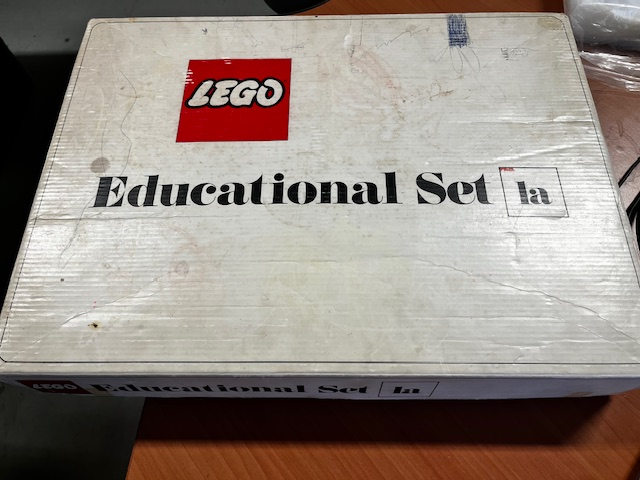 LEGO
Educational Set 1a
LEGO Educational Set 1a